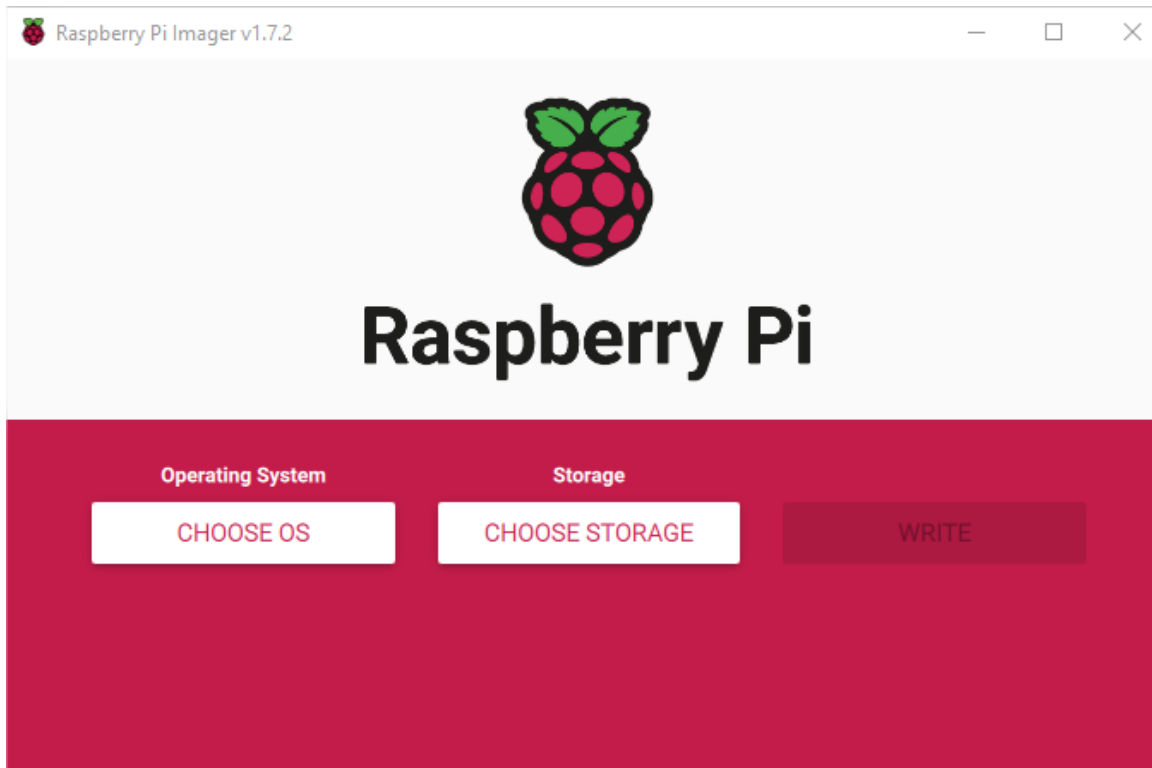 Raspberry Pi Imager v1.7.2
Raspberry Pi
Operating System
Storage
CHOOSE OS
CHOOSE STORAGE
WRITE